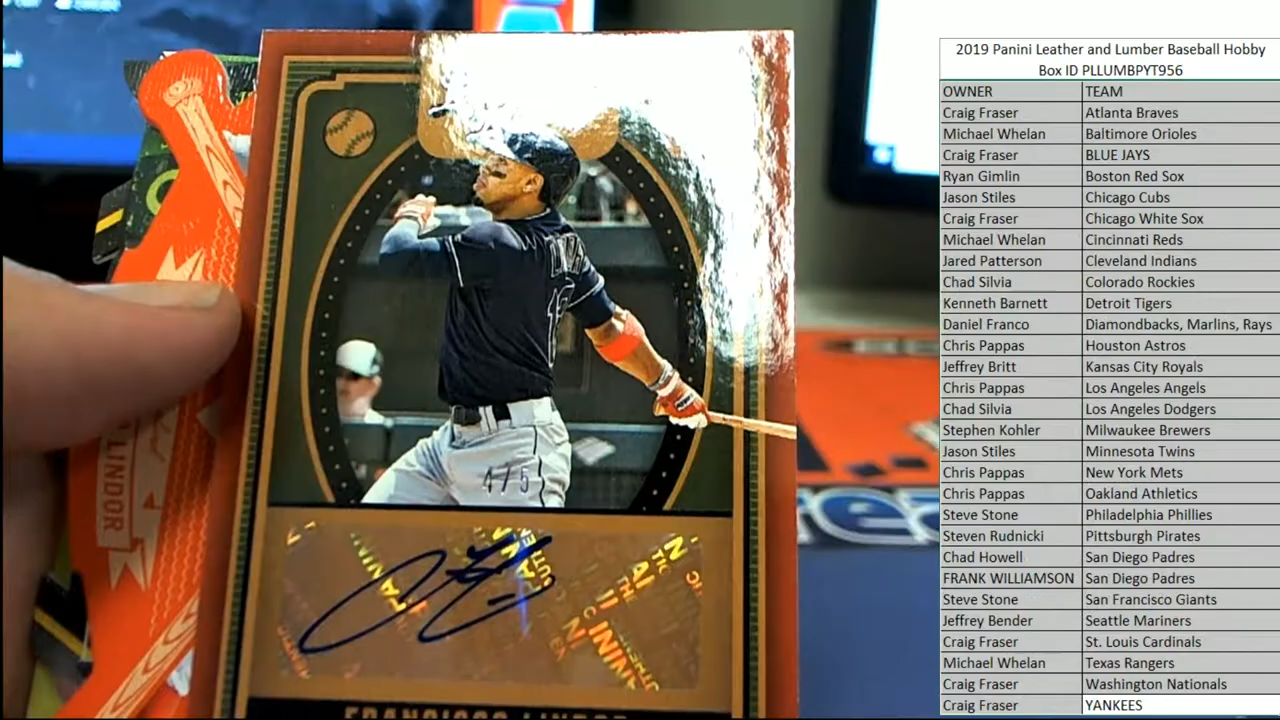 2019 Panini Leather and Lumber Baseball Hobby
Box ID PLLUMBPYT956
OWNER TEAM
Craig Fraser Atlanta Braves
Michael Whelan Baltimore Orioles
Craig Fraser BLUE JAYS
Ryan Gimlin Boston Red Sox
Jason Stiles Chicago Cubs
Craig Fraser Chicago White Sox
Michael Whelan Cincinnati Reds
Jared Patterson Cleveland Indians
Chad Silvia Colorado Rockies
Kenneth Barnett Detroit Tigers
Daniel Franco Diamondbacks, Marlins, Rays
Chris Pappas Houston Astros
Jeffrey Britt Kansas City Royals
Chris Pappas Los Angeles Angels
Chad Silvia Los Angeles Dodgers
Stephen Kohler Milwaukee Brewers
Jason Stiles Minnesota Twins
Chris Pappas New York Mets
Chris Pappas Oakland Athletics
Steve Stone Philadelphia Phillies
Steven Rudnicki Pittsburgh Pirates
Chad Howell San Diego Padres
FRANK WILLIAMSON San Diego Padres
Steve Stone San Francisco Giants
Jeffrey Bender Seattle Mariners
Craig Fraser St. Louis Cardinals
Michael Whelan Texas Rangers
Craig Fraser Washington Nationals
Craig Fraser YANKEES
4/5
LINDOR
FRANCISCO LINDOR